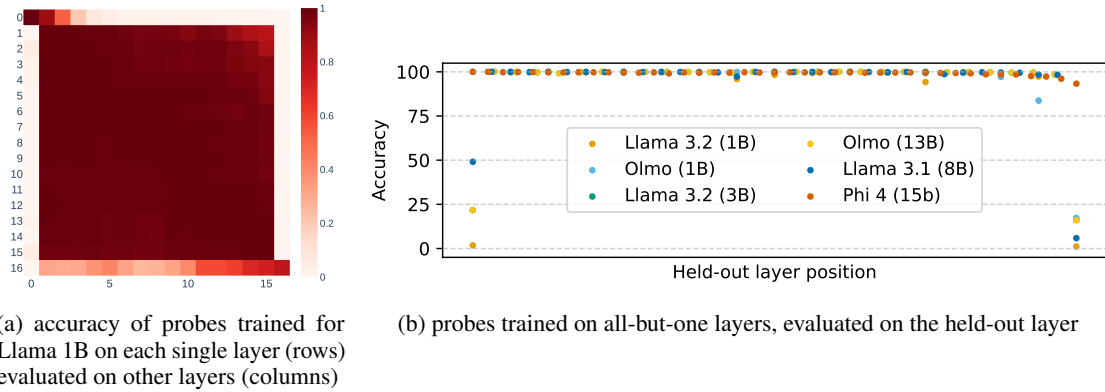 0
1
2
3
4
5
6
7
8
9
10
11
12
13
14
15
16
0 5 10 15
1
0.8
0.6
0.4
0.2
0
100
75
50
25
0
Accuracy
Llama 3.2 (1B)
Olmo (1B)
Llama 3.2 (3B)
Olmo (13B)
Llama 3.1 (8B)
Phi 4 (15b)
Held-out layer position
(a) accuracy of probes trained for
Llama 1B on each single layer (rows)
evaluated on other layers (columns)
(b) probes trained on all-but-one layers, evaluated on the held-out layer